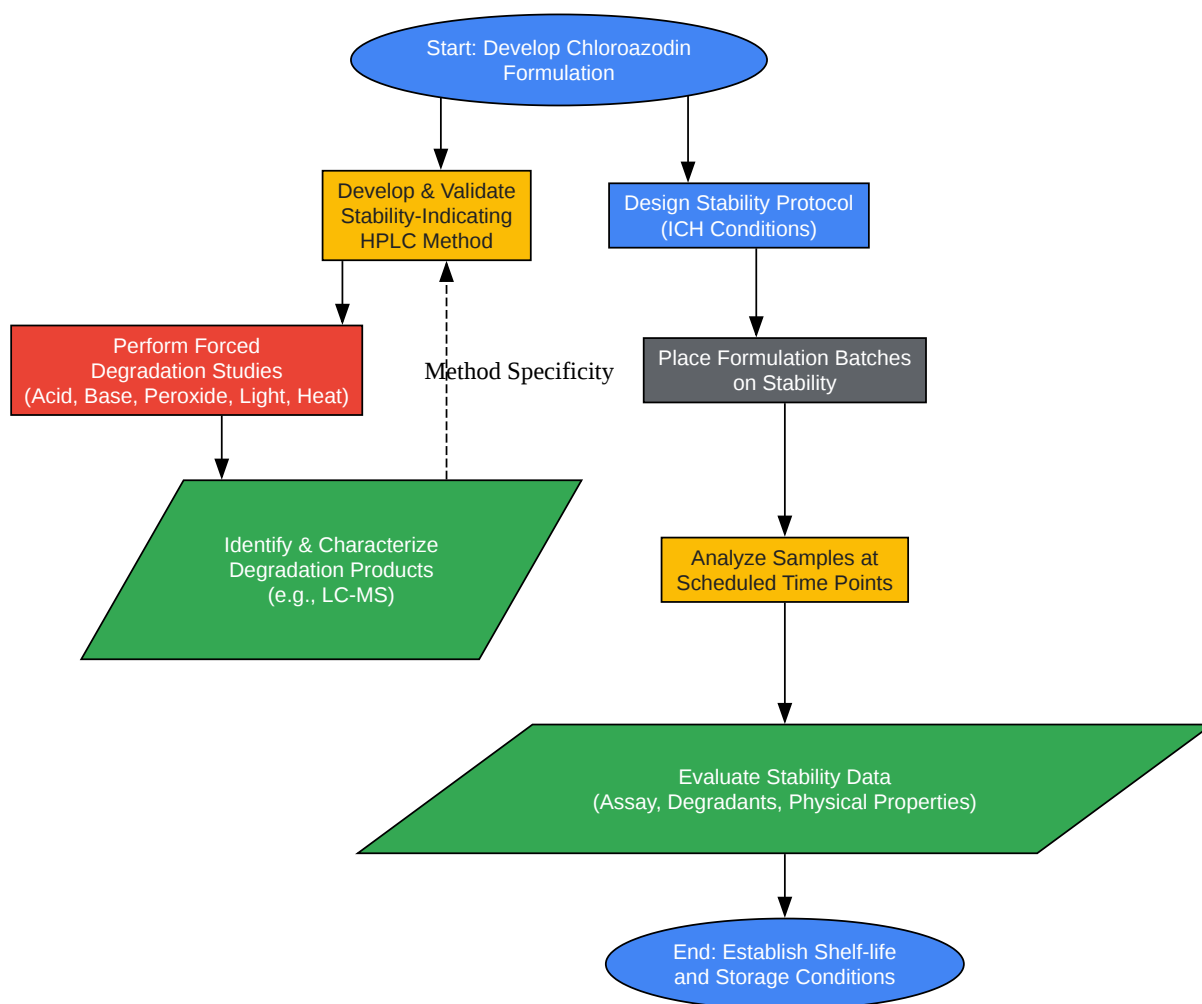 Start: Develop Chloroazodin
Formulation
Develop & Validate
Stability-Indicating
HPLC Method
Design Stability Protocol
(ICH Conditions)
Perform Forced
Degradation Studies
(Acid, Base, Peroxide, Light, Heat)
Method Specificity
Place Formulation Batches
on Stability
Identify & Characterize
Degradation Products
(e.g., LC-MS)
Analyze Samples at
Scheduled Time Points
Evaluate Stability Data
(Assay, Degradants, Physical Properties)
End: Establish Shelf-life
and Storage Conditions